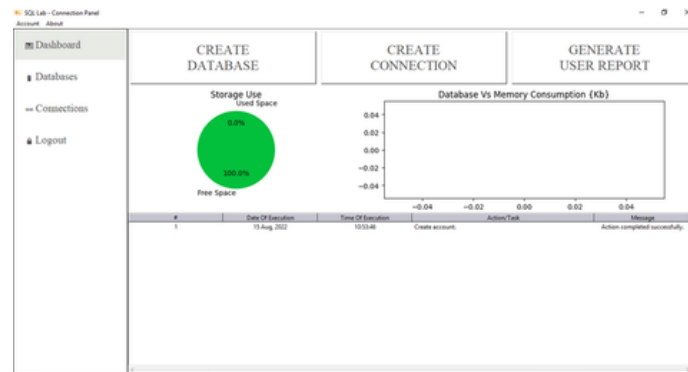 SQL Lab - Connection Panel
Account About
Dashboard
Databases
Connections
Logout
CREATE
DATABASE
CREATE
CONNECTION
GENERATE
USER REPORT
Storage Use
Used Space
0.0%
100.0%
Free Space
Database Vs Memory Consumption {Kb}
0.04
0.02
0.00
−0.02
−0.04
−0.04 −0.02 0.00 0.02 0.04
# Date Of Execution Time Of Execution Action/Task Message
1 15 Aug, 2022 10:53:46 Create account. Action completed successfully.